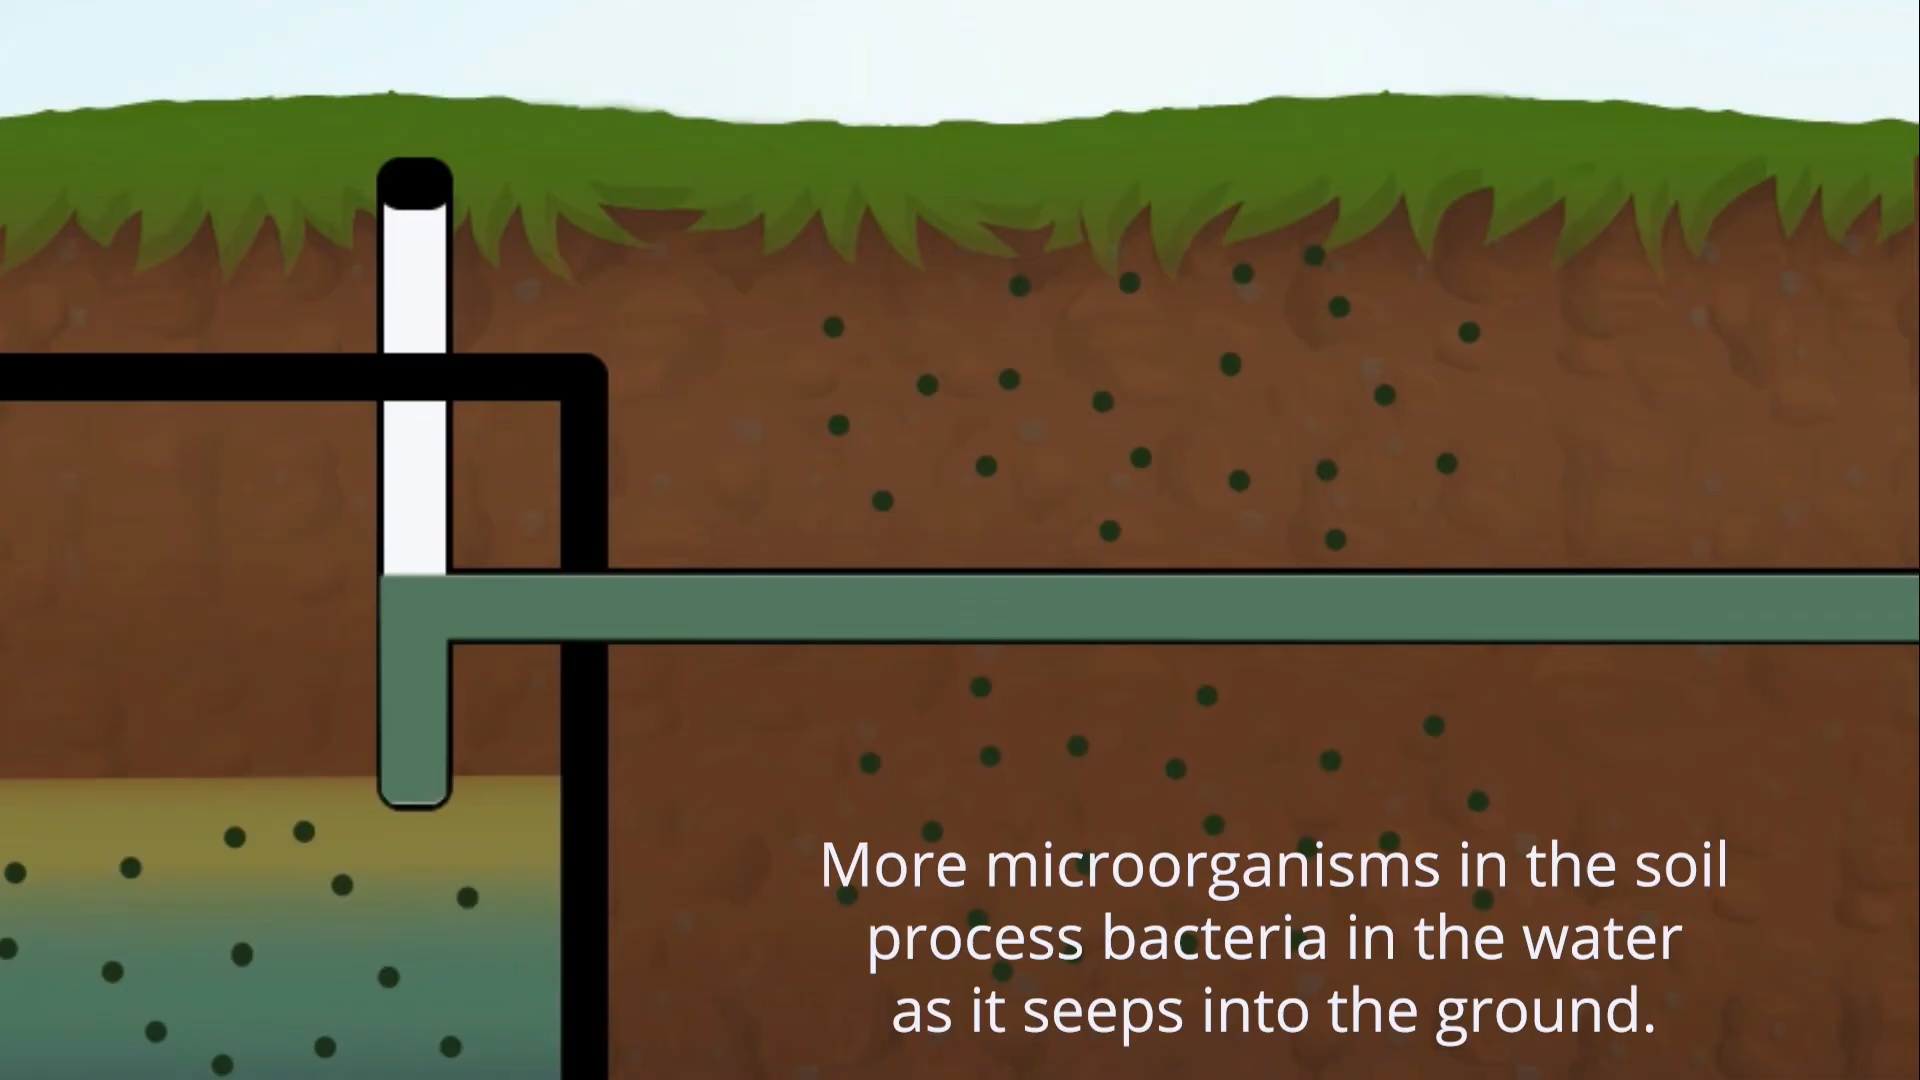 More microorganisms in the soil
process bacteria in the water
as it seeps into the ground.